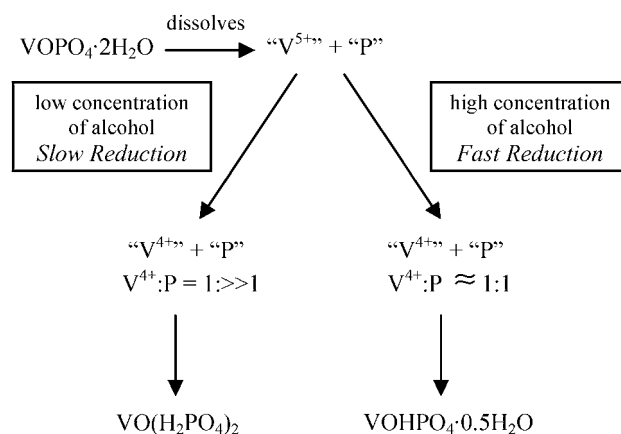 dissolves
VOPO₄·2H₂O “V⁵⁺” + “P”
low concentration
of alcohol
Slow Reduction
high concentration
of alcohol
Fast Reduction
“V⁴⁺” + “P”
V⁴⁺:P = 1:>>1
“V⁴⁺” + “P”
V⁴⁺:P ≈ 1:1
VO(H₂PO₄)₂
VOHPO₄·0.5H₂O